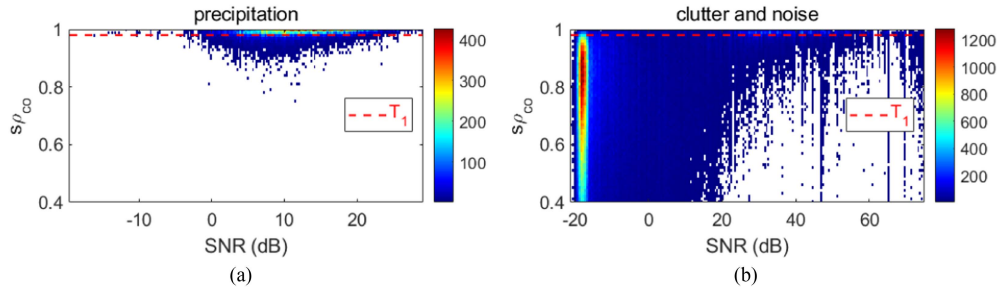 precipitation
1
0.8
0.6
0.4
sρco
-10 0 10 20
SNR (dB)
T1
400
300
200
100
(a)
clutter and noise
1
0.8
0.6
0.4
sρco
-20 0 20 40 60
SNR (dB)
T1
1200
1000
800
600
400
200
(b)